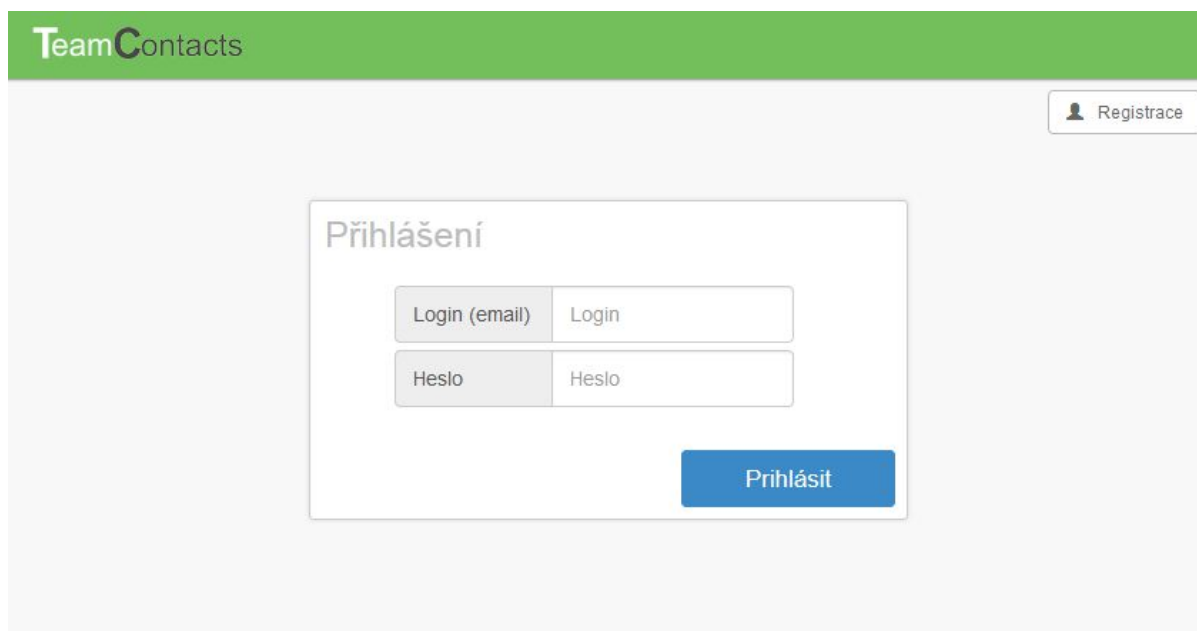 TeamContacts
Registrace
Přihlášení
Login (email) Login
Heslo Heslo
Prihlásit